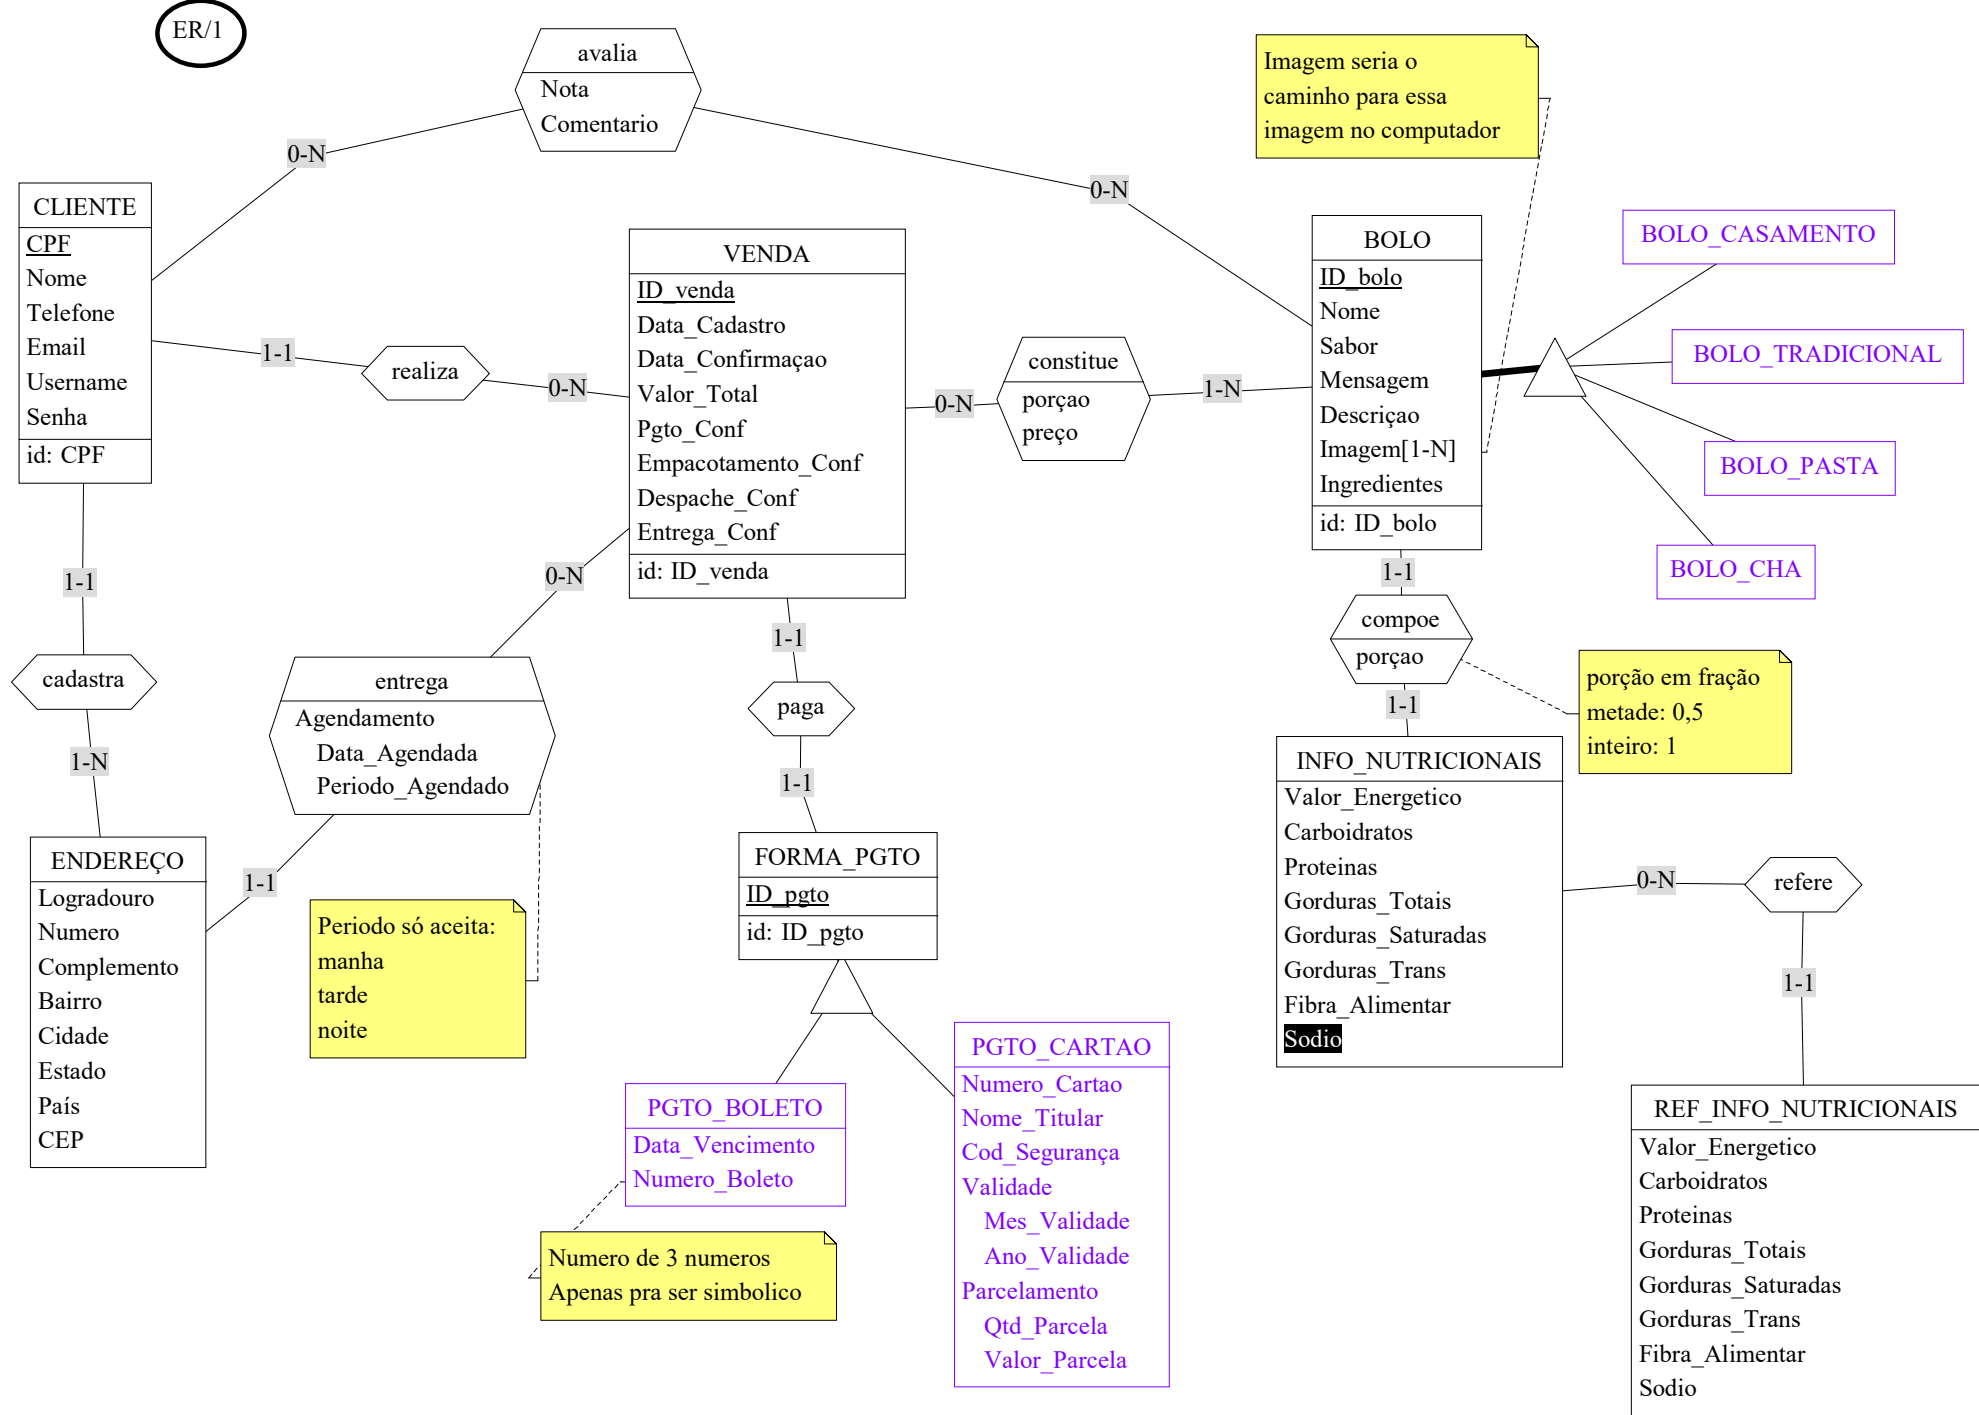 ER/1
avalia
Nota
Comentario
Imagem seria o
caminho para essa
imagem no computador
0-N
0-N
CLIENTE
CPF
Nome
Telefone
Email
Username
Senha
id: CPF
1-1
realiza
0-N
VENDA
ID_venda
Data_Cadastro
Data_Confirmaçao
Valor_Total
Pgto_Conf
Empacotamento_Conf
Despache_Conf
Entrega_Conf
id: ID_venda
0-N
constitue
porçao
preço
1-N
BOLO
ID_bolo
Nome
Sabor
Mensagem
Descriçao
Imagem[1-N]
Ingredientes
id: ID_bolo
BOLO_CASAMENTO
BOLO_TRADICIONAL
BOLO_PASTA
BOLO_CHA
1-1
cadastra
1-N
0-N
entrega
Agendamento
Data_Agendada
Periodo_Agendado
1-1
1-1
paga
1-1
1-1
compoe
porçao
1-1
porção em fração
metade: 0,5
inteiro: 1
ENDEREÇO
Logradouro
Numero
Complemento
Bairro
Cidade
Estado
País
CEP
Periodo só aceita:
manha
tarde
noite
FORMA_PGTO
ID_pgto
id: ID_pgto
INFO_NUTRICIONAIS
Valor_Energetico
Carboidratos
Proteinas
Gorduras_Totais
Gorduras_Saturadas
Gorduras_Trans
Fibra_Alimentar
Sodio
0-N
refere
1-1
PGTO_BOLETO
Data_Vencimento
Numero_Boleto
Numero de 3 numeros
Apenas pra ser simbolico
PGTO_CARTAO
Numero_Cartao
Nome_Titular
Cod_Segurança
Validade
Mes_Validade
Ano_Validade
Parcelamento
Qtd_Parcela
Valor_Parcela
REF_INFO_NUTRICIONAIS
Valor_Energetico
Carboidratos
Proteinas
Gorduras_Totais
Gorduras_Saturadas
Gorduras_Trans
Fibra_Alimentar
Sodio